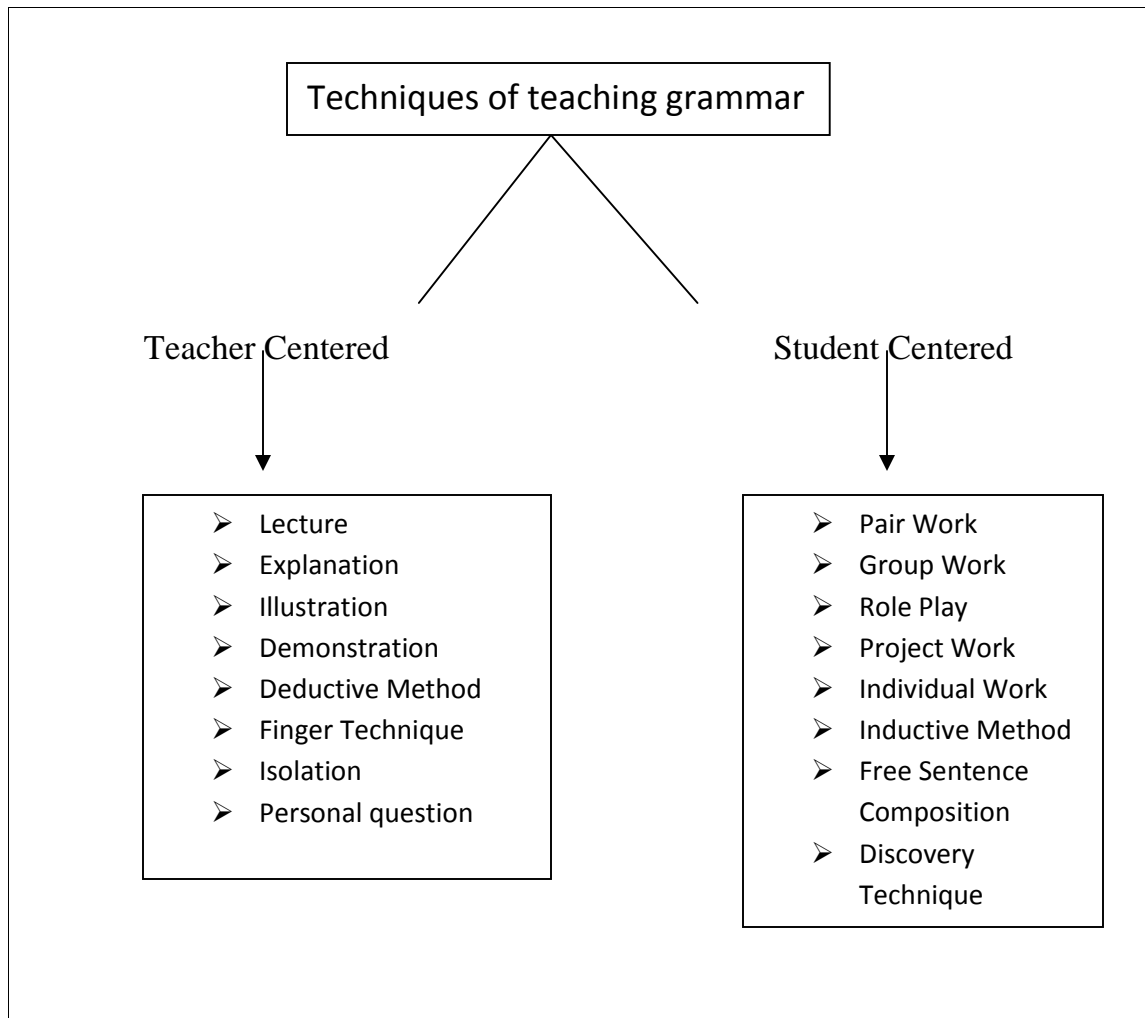 Techniques of teaching grammar
Teacher Centered
Student Centered
➢ Lecture
➢ Explanation
➢ Illustration
➢ Demonstration
➢ Deductive Method
➢ Finger Technique
➢ Isolation
➢ Personal question
➢ Pair Work
➢ Group Work
➢ Role Play
➢ Project Work
➢ Individual Work
➢ Inductive Method
➢ Free Sentence
Composition
➢ Discovery
Technique